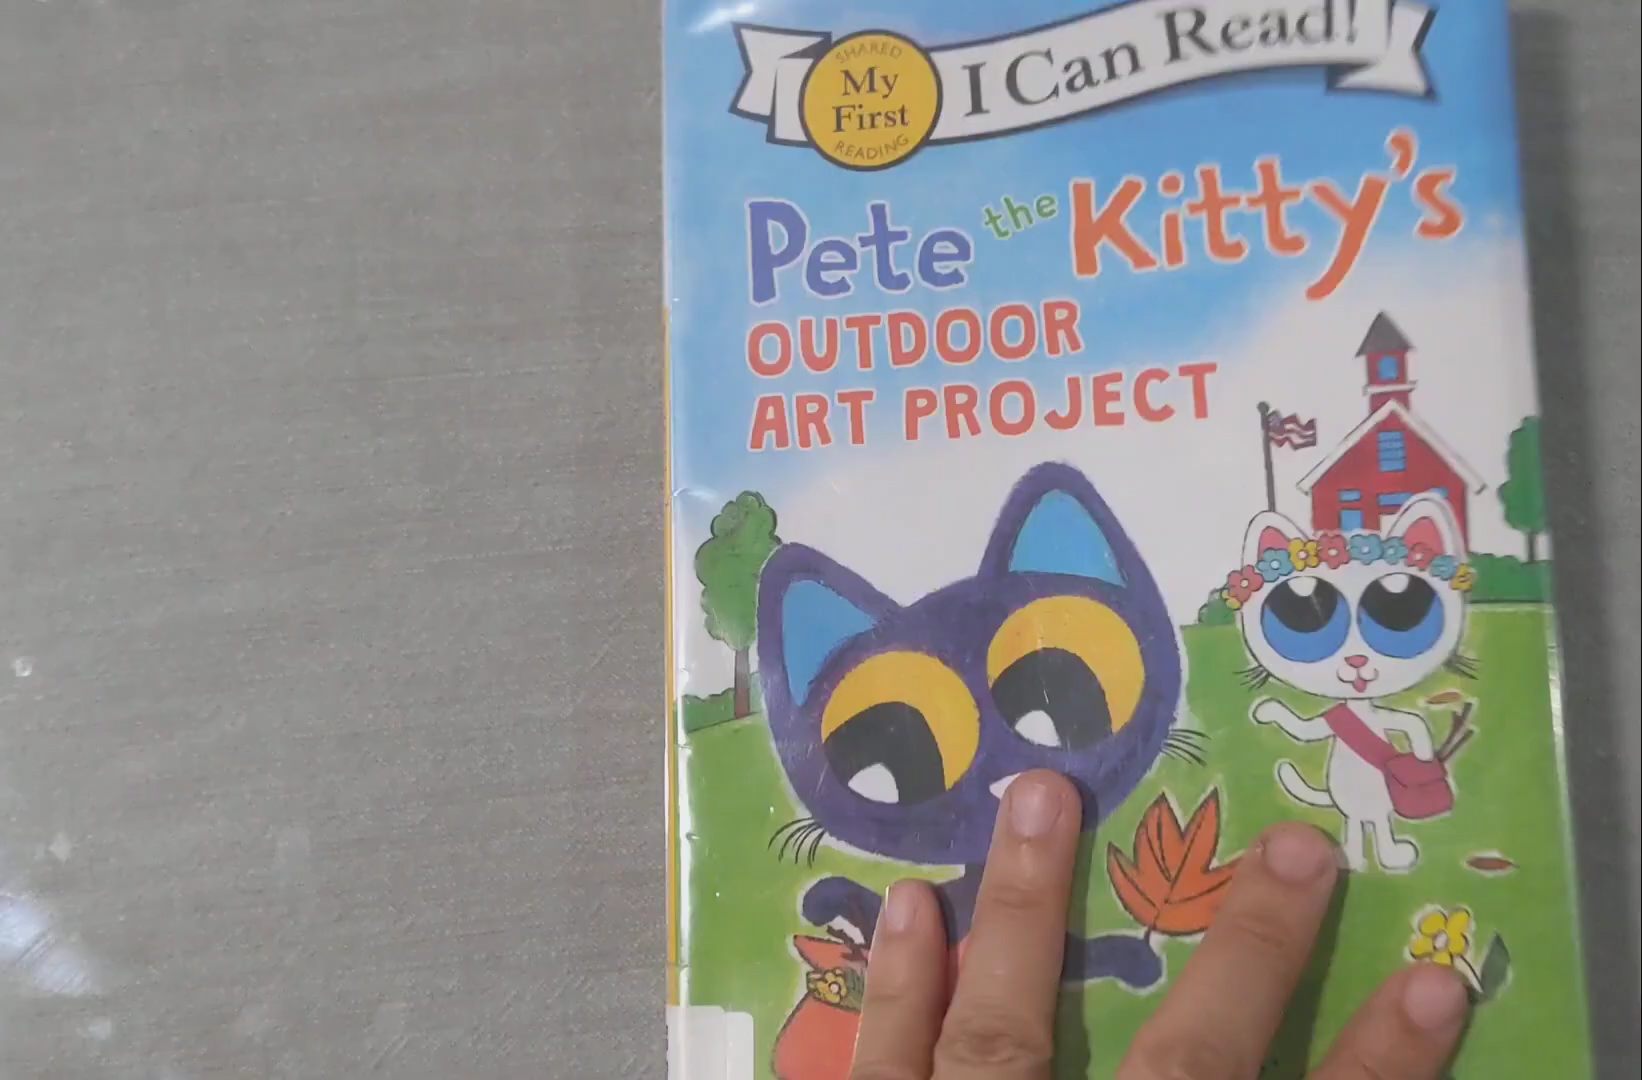 SHARED
My
First
READING
I Can Read!
Pete the Kitty's
OUTDOOR
ART PROJECT